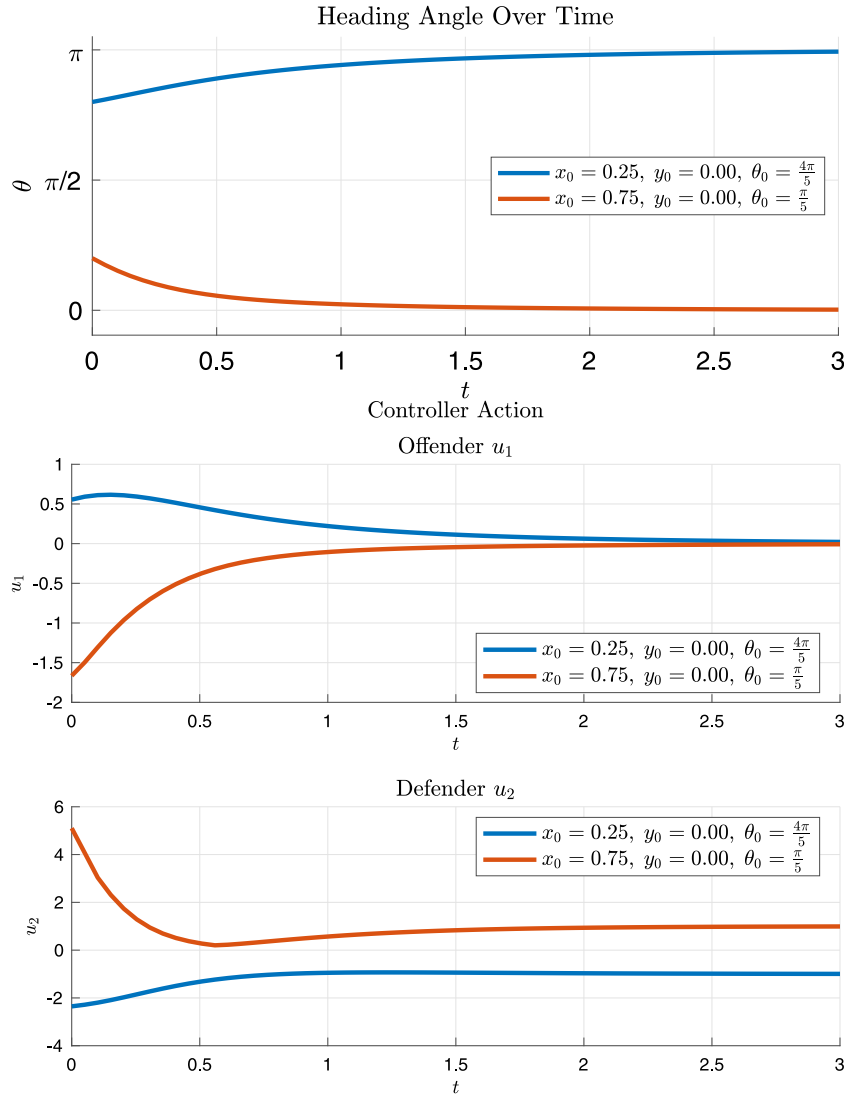 Heading Angle Over Time
θ
π
π/2
0
x₀ = 0.25, y₀ = 0.00, θ₀ = 4π/5
x₀ = 0.75, y₀ = 0.00, θ₀ = π/5
0 0.5 1 1.5 2 2.5 3
t
Controller Action
Offender u₁
u₁
1
0.5
0
-0.5
-1
-1.5
-2
x₀ = 0.25, y₀ = 0.00, θ₀ = 4π/5
x₀ = 0.75, y₀ = 0.00, θ₀ = π/5
0 0.5 1 1.5 2 2.5 3
t
Defender u₂
u₂
6
4
2
0
-2
-4
x₀ = 0.25, y₀ = 0.00, θ₀ = 4π/5
x₀ = 0.75, y₀ = 0.00, θ₀ = π/5
0 0.5 1 1.5 2 2.5 3
t